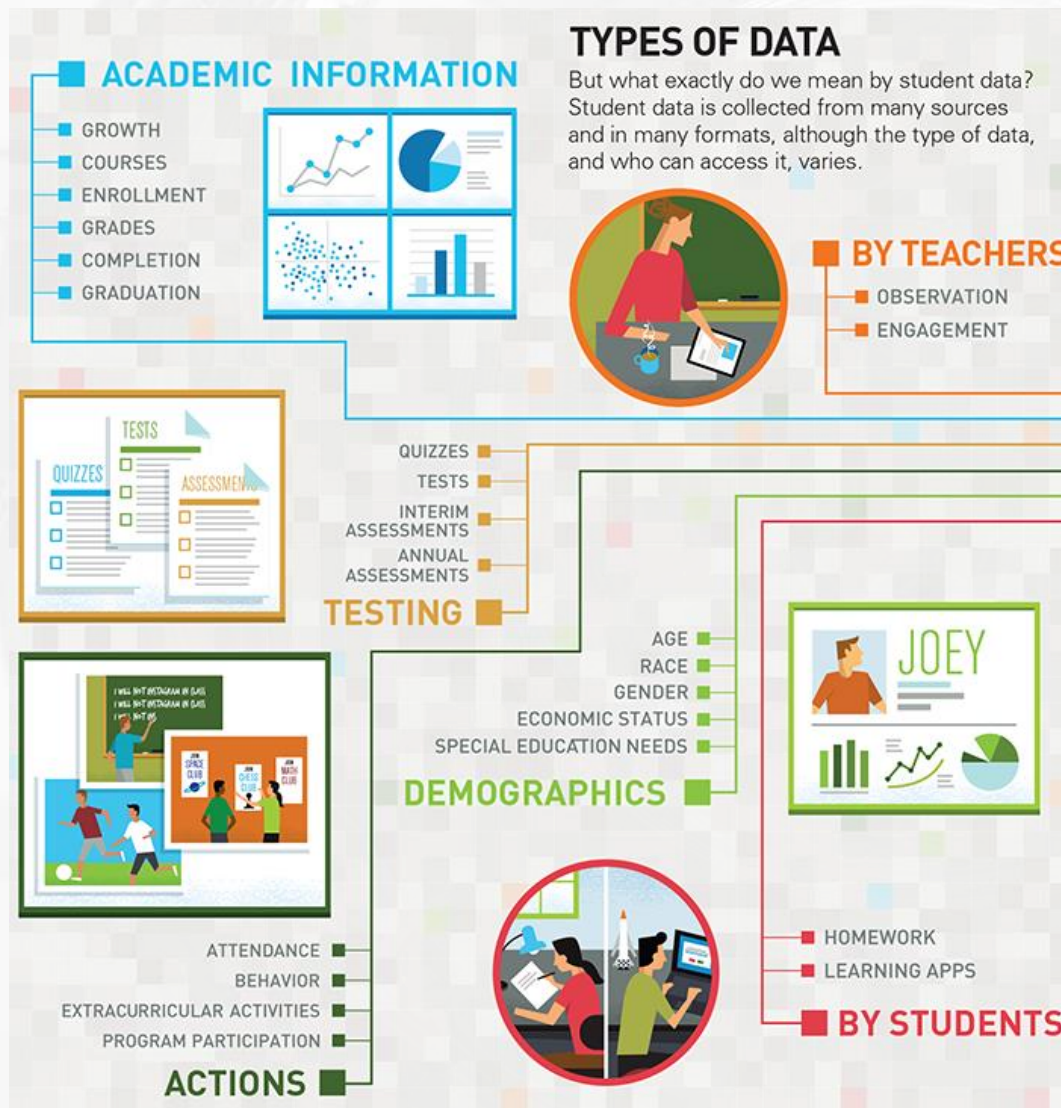 TYPES OF DATA
But what exactly do we mean by student data?
Student data is collected from many sources
and in many formats, although the type of data,
and who can access it, varies.
ACADEMIC INFORMATION
GROWTH
COURSES
ENROLLMENT
GRADES
COMPLETION
GRADUATION
BY TEACHERS
OBSERVATION
ENGAGEMENT
TESTS
QUIZZES
ASSESSMENT
QUIZZES
TESTS
INTERIM
ASSESSMENTS
ANNUAL
ASSESSMENTS
TESTING
AGE
RACE
GENDER
ECONOMIC STATUS
SPECIAL EDUCATION NEEDS
DEMOGRAPHICS
JOEY
I WILL NOT INSTAGRAM IN CLASS
I WILL NOT INSTAGRAM IN CLASS
I WILL NOT INS
JOIN
SPACE
CLUB
JOIN
CHESS
CLUB
JOIN
MATH
CLUB
ATTENDANCE
BEHAVIOR
EXTRACURRICULAR ACTIVITIES
PROGRAM PARTICIPATION
ACTIONS
HOMEWORK
LEARNING APPS
BY STUDENTS